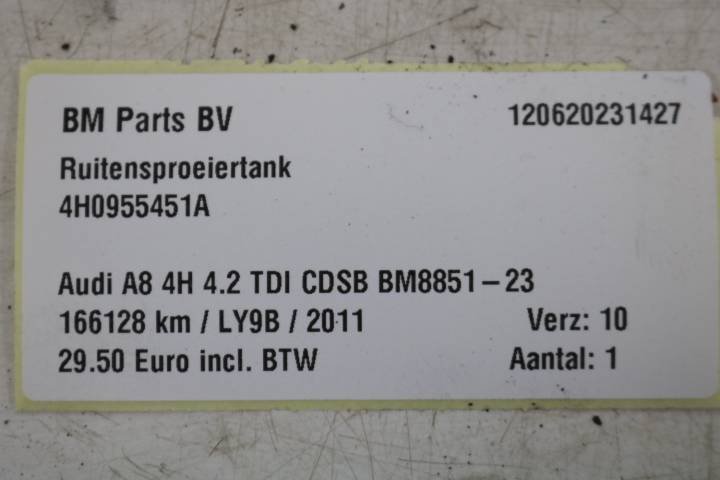 BM Parts BV 120620231427
Ruitensproeiertank
4H0955451A
Audi A8 4H 4.2 TDI CDSB BM8851-23
166128 km / LY9B / 2011 Verz: 10
29.50 Euro incl. BTW Aantal: 1